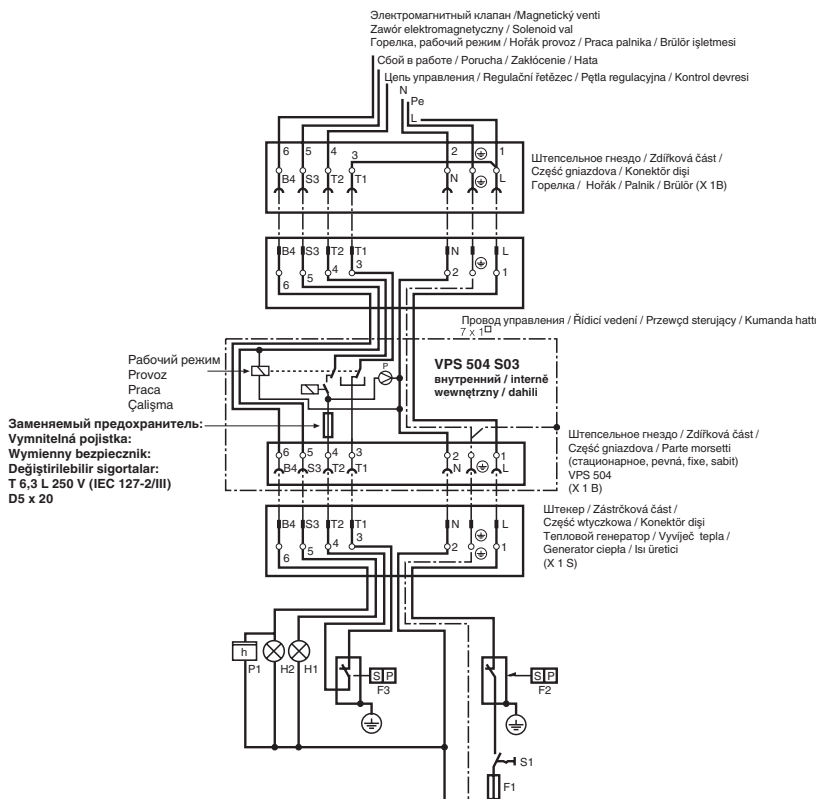 Электромагнитный клапан /Magnetický venti
Zawór elektromagnetyczny / Solenoid val
Горелка, рабочий режим / Hořák provoz / Praca palnika / Brülör işletmesi
Сбой в работе / Porucha / Zakłócenie / Hata
Цепь управления / Regulační řetězec / Pętla regulacyjna / Kontrol devresi
N
Pe
L
6 5 4 3 2 1
B4 S3 T2 T1 N L
Штепсельное гнездо / Zdířková část /
Część gniazdova / Konektör dişi
Горелка / Hořák / Palnik / Brülör (X 1B)
B4 S3 T2 T1 N L
6 5 4 3 2 1
Провод управления / Řídicí vedení / Przewçd sterujący / Kumanda hattı
7 x 1
Рабочий режим
Provoz
Praca
Çalişma
P
VPS 504 S03
внутренний / interně
wewnętrzny / dahili
Заменяемый предохранитель:
Vymnitelná pojistka:
Wymienny bezpiecznik:
Değiştirilebilir sigortalar:
T 6,3 L 250 V (IEC 127-2/III)
D5 x 20
6 5 4 3 2 1
B4 S3 T2 T1 N L
Штепсельное гнездо / Zdířková část /
Część gniazdova / Parte morsetti
(стационарное, pevná, fixe, sabit)
VPS 504
(X 1 B)
B4 S3 T2 T1 N L
6 5 4 3 2 1
Штекер / Zástrčková část /
Część wtyczkowa / Konektör dişi
Тепловой генератор / Vyvíječ tepla /
Generator ciepła / Isı üretici
(X 1 S)
h
P1 H2 H1
S P
F3
S P
F2
S1
F1